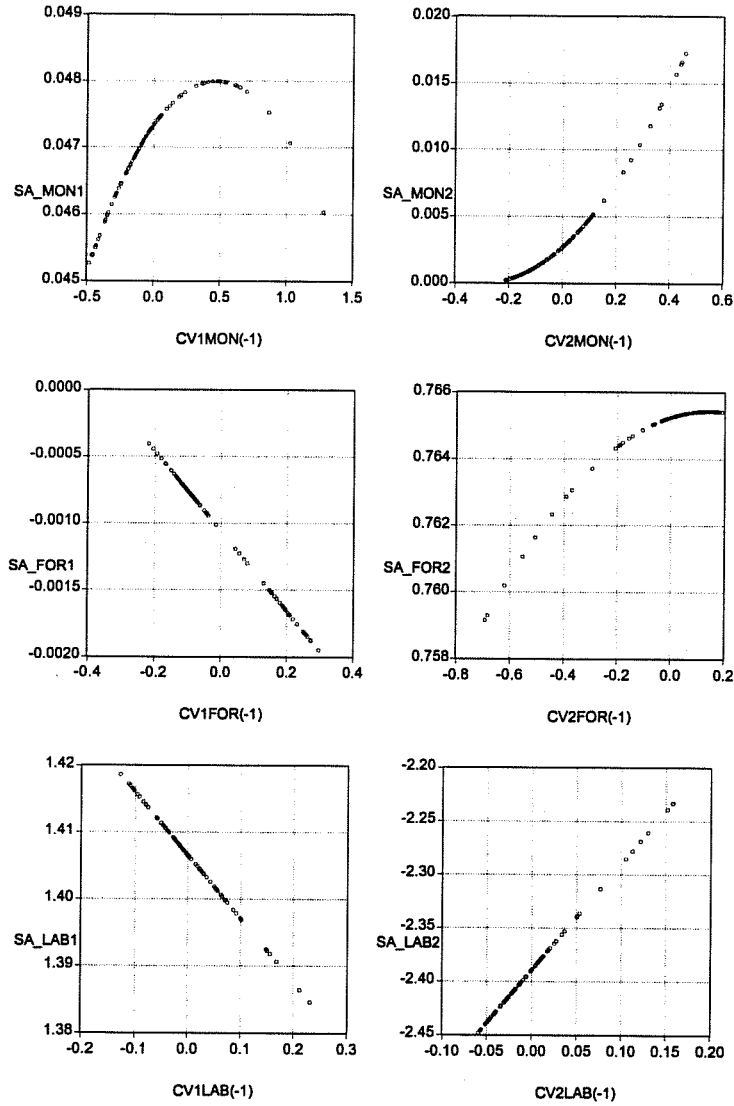 0.049
0.048
0.047
SA_MON1
0.046
0.045
-0.5 0.0 0.5 1.0 1.5
CV1MON(-1)
0.020
0.015
0.010
SA_MON2
0.005
0.000
-0.4 -0.2 0.0 0.2 0.4 0.6
CV2MON(-1)
0.0000
-0.0005
-0.0010
SA_FOR1
-0.0015
-0.0020
-0.4 -0.2 0.0 0.2 0.4
CV1FOR(-1)
0.766
0.764
0.762
SA_FOR2
0.760
0.758
-0.8 -0.6 -0.4 -0.2 0.0 0.2
CV2FOR(-1)
1.42
1.41
1.40
SA_LAB1
1.39
1.38
-0.2 -0.1 0.0 0.1 0.2 0.3
CV1LAB(-1)
-2.20
-2.25
-2.30
-2.35
SA_LAB2
-2.40
-2.45
-0.10 -0.05 0.00 0.05 0.10 0.15 0.20
CV2LAB(-1)